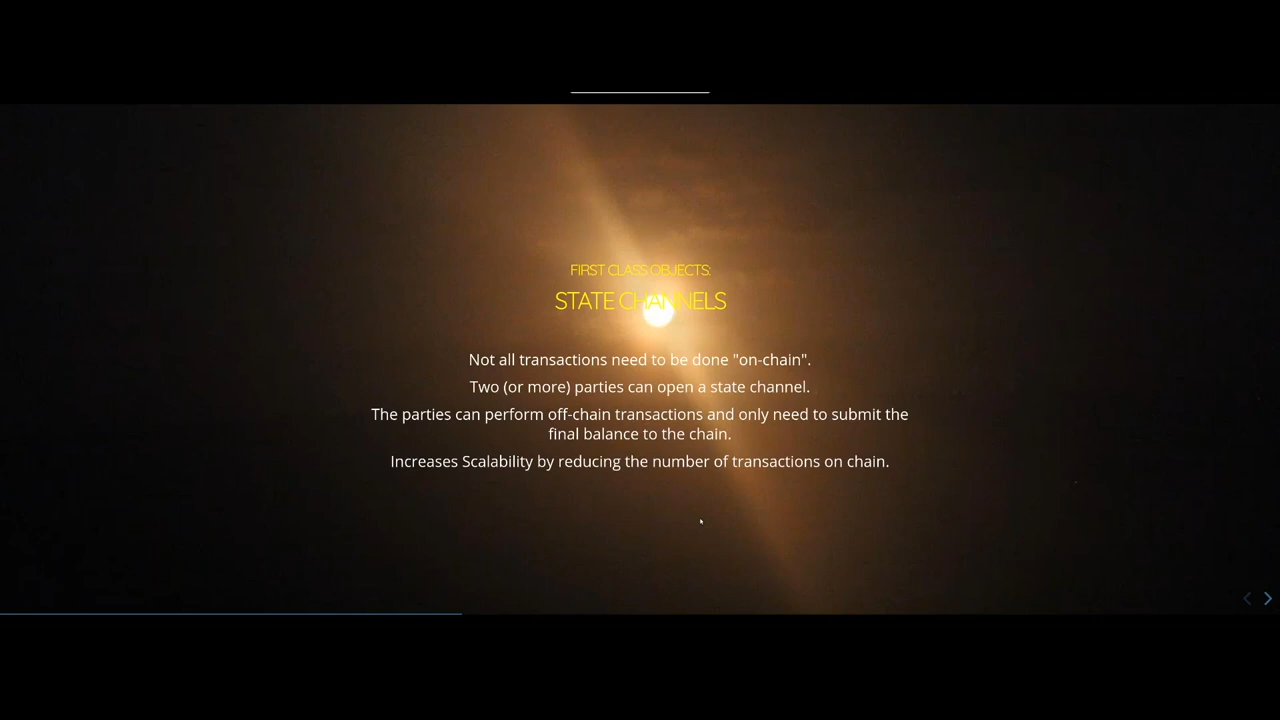 FIRST CLASS OBJECTS:
STATE CHANNELS
Not all transactions need to be done "on-chain".
Two (or more) parties can open a state channel.
The parties can perform off-chain transactions and only need to submit the
final balance to the chain.
Increases Scalability by reducing the number of transactions on chain.